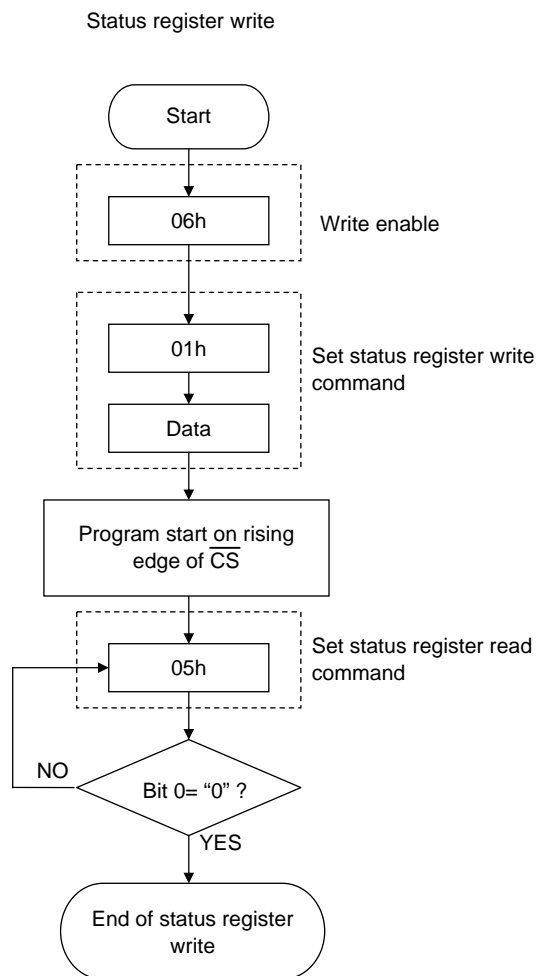 Status register write
Start
06h
Write enable
01h
Set status register write
command
Data
Program start on rising
edge of C̅S̅
05h
Set status register read
command
NO
Bit 0= “0” ?
YES
End of status register
write